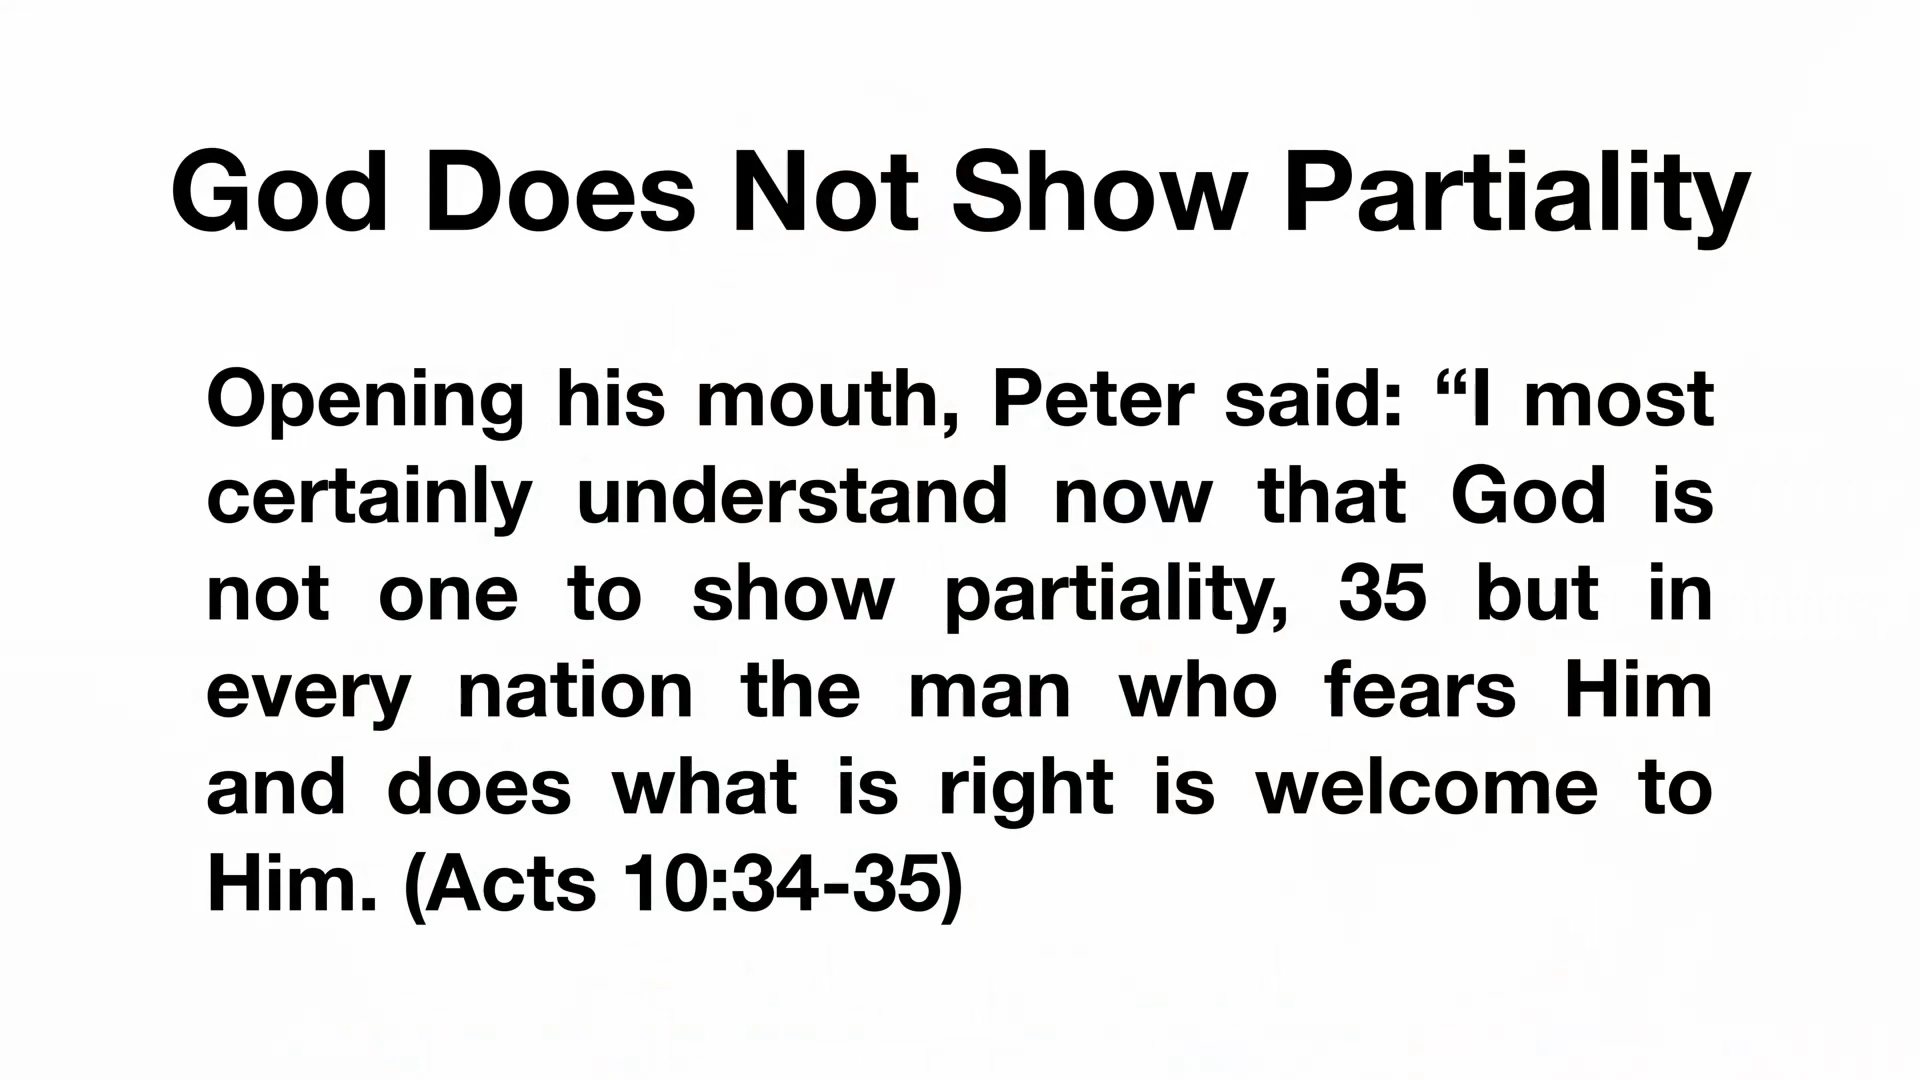 God Does Not Show Partiality
Opening his mouth, Peter said: “I most
certainly understand now that God is
not one to show partiality, 35 but in
every nation the man who fears Him
and does what is right is welcome to
Him. (Acts 10:34-35)